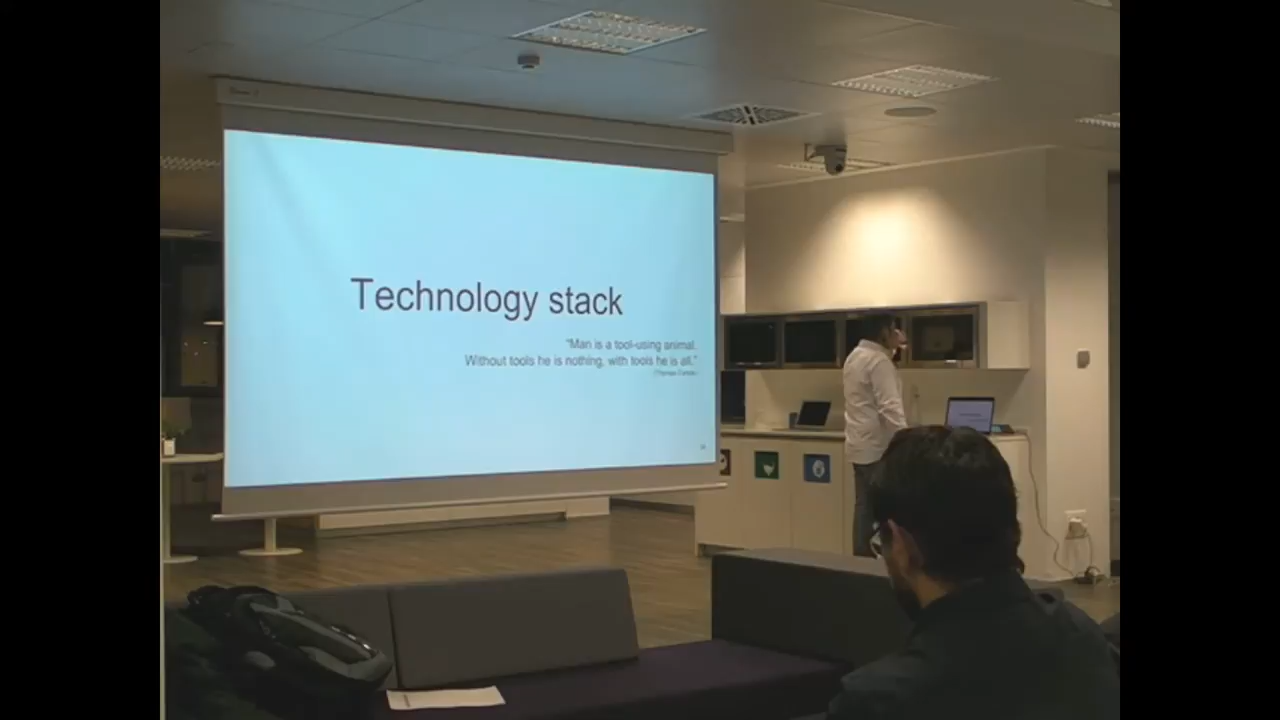 Technology stack
"Man is a tool-using animal.
Without tools he is nothing, with tools he is all."